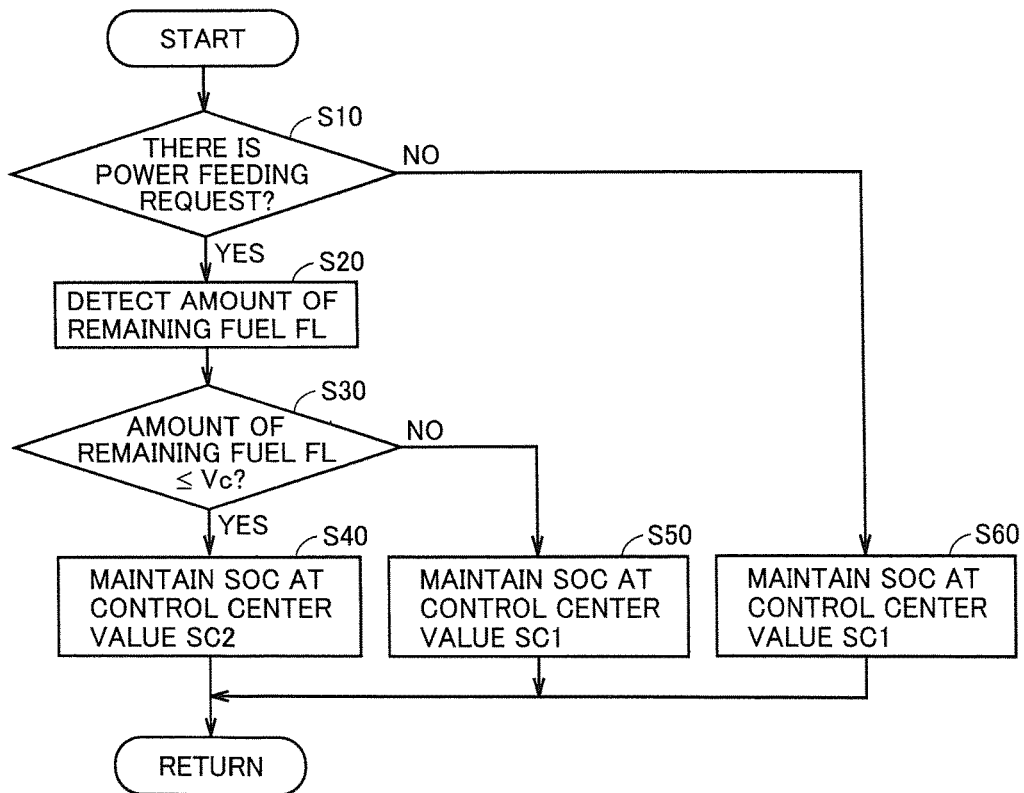 START
S10
THERE IS
POWER FEEDING
REQUEST?
NO
YES
S20
DETECT AMOUNT OF
REMAINING FUEL FL
S30
AMOUNT OF
REMAINING FUEL FL
≤ Vc?
NO
YES
S40
MAINTAIN SOC AT
CONTROL CENTER
VALUE SC2
S50
MAINTAIN SOC AT
CONTROL CENTER
VALUE SC1
S60
MAINTAIN SOC AT
CONTROL CENTER
VALUE SC1
RETURN